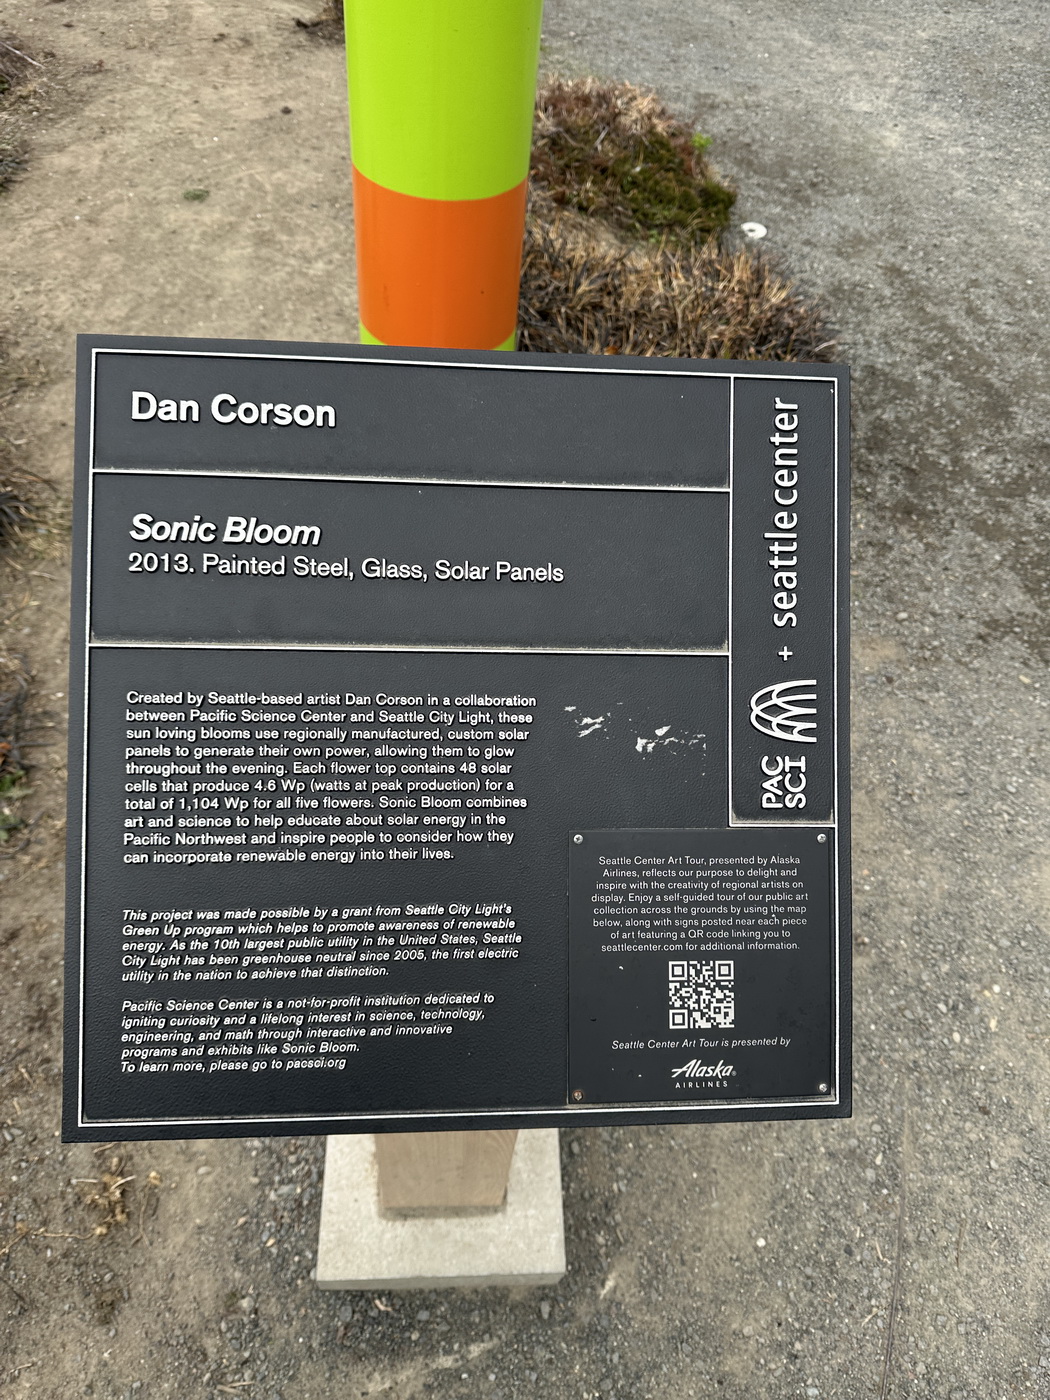 Dan Corson
Sonic Bloom
2013. Painted Steel, Glass, Solar Panels
Created by Seattle-based artist Dan Corson in a collaboration
between Pacific Science Center and Seattle City Light, these
sun loving blooms use regionally manufactured, custom solar
panels to generate their own power, allowing them to glow
throughout the evening. Each flower top contains 48 solar
cells that produce 4.6 Wp (watts at peak production) for a
total of 1,104 Wp for all five flowers. Sonic Bloom combines
art and science to help educate about solar energy in the
Pacific Northwest and inspire people to consider how they
can incorporate renewable energy into their lives.
This project was made possible by a grant from Seattle City Light's
Green Up program which helps to promote awareness of renewable
energy. As the 10th largest public utility in the United States, Seattle
City Light has been greenhouse neutral since 2005, the first electric
utility in the nation to achieve that distinction.
Pacific Science Center is a not-for-profit institution dedicated to
igniting curiosity and a lifelong interest in science, technology,
engineering, and math through interactive and innovative
programs and exhibits like Sonic Bloom.
To learn more, please go to pacsci.org
PAC
SCI
+ seattle center
Seattle Center Art Tour, presented by Alaska
Airlines, reflects our purpose to delight and
inspire with the creativity of regional artists on
display. Enjoy a self-guided tour of our public art
collection across the grounds by using the map
below, along with signs posted near each piece
of art featuring a QR code linking you to
seattlecenter.com for additional information.
Seattle Center Art Tour is presented by
Alaska
AIRLINES